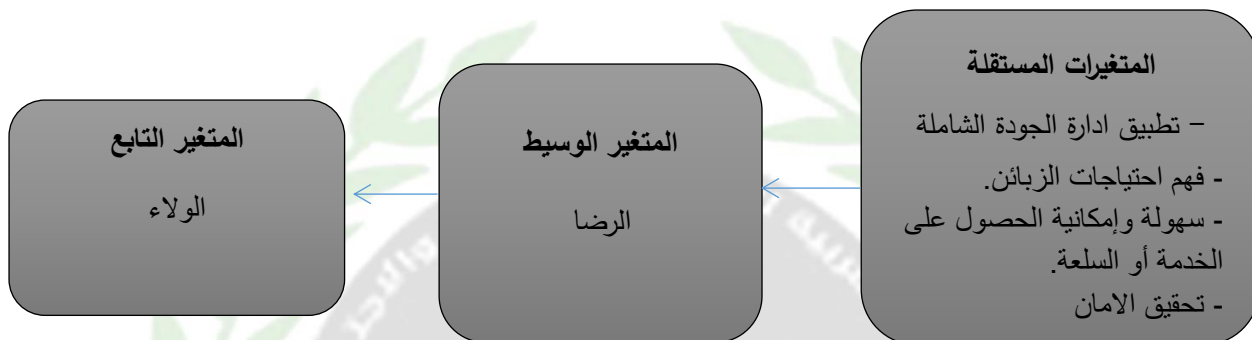 المتغيرات المستقلة
– تطبيق ادارة الجودة الشاملة
- فهم احتياجات الزبائن.
- سهولة وإمكانية الحصول على
الخدمة أو السلعة.
- تحقيق الامان
المتغير الوسيط
الرضا
المتغير التابع
الولاء